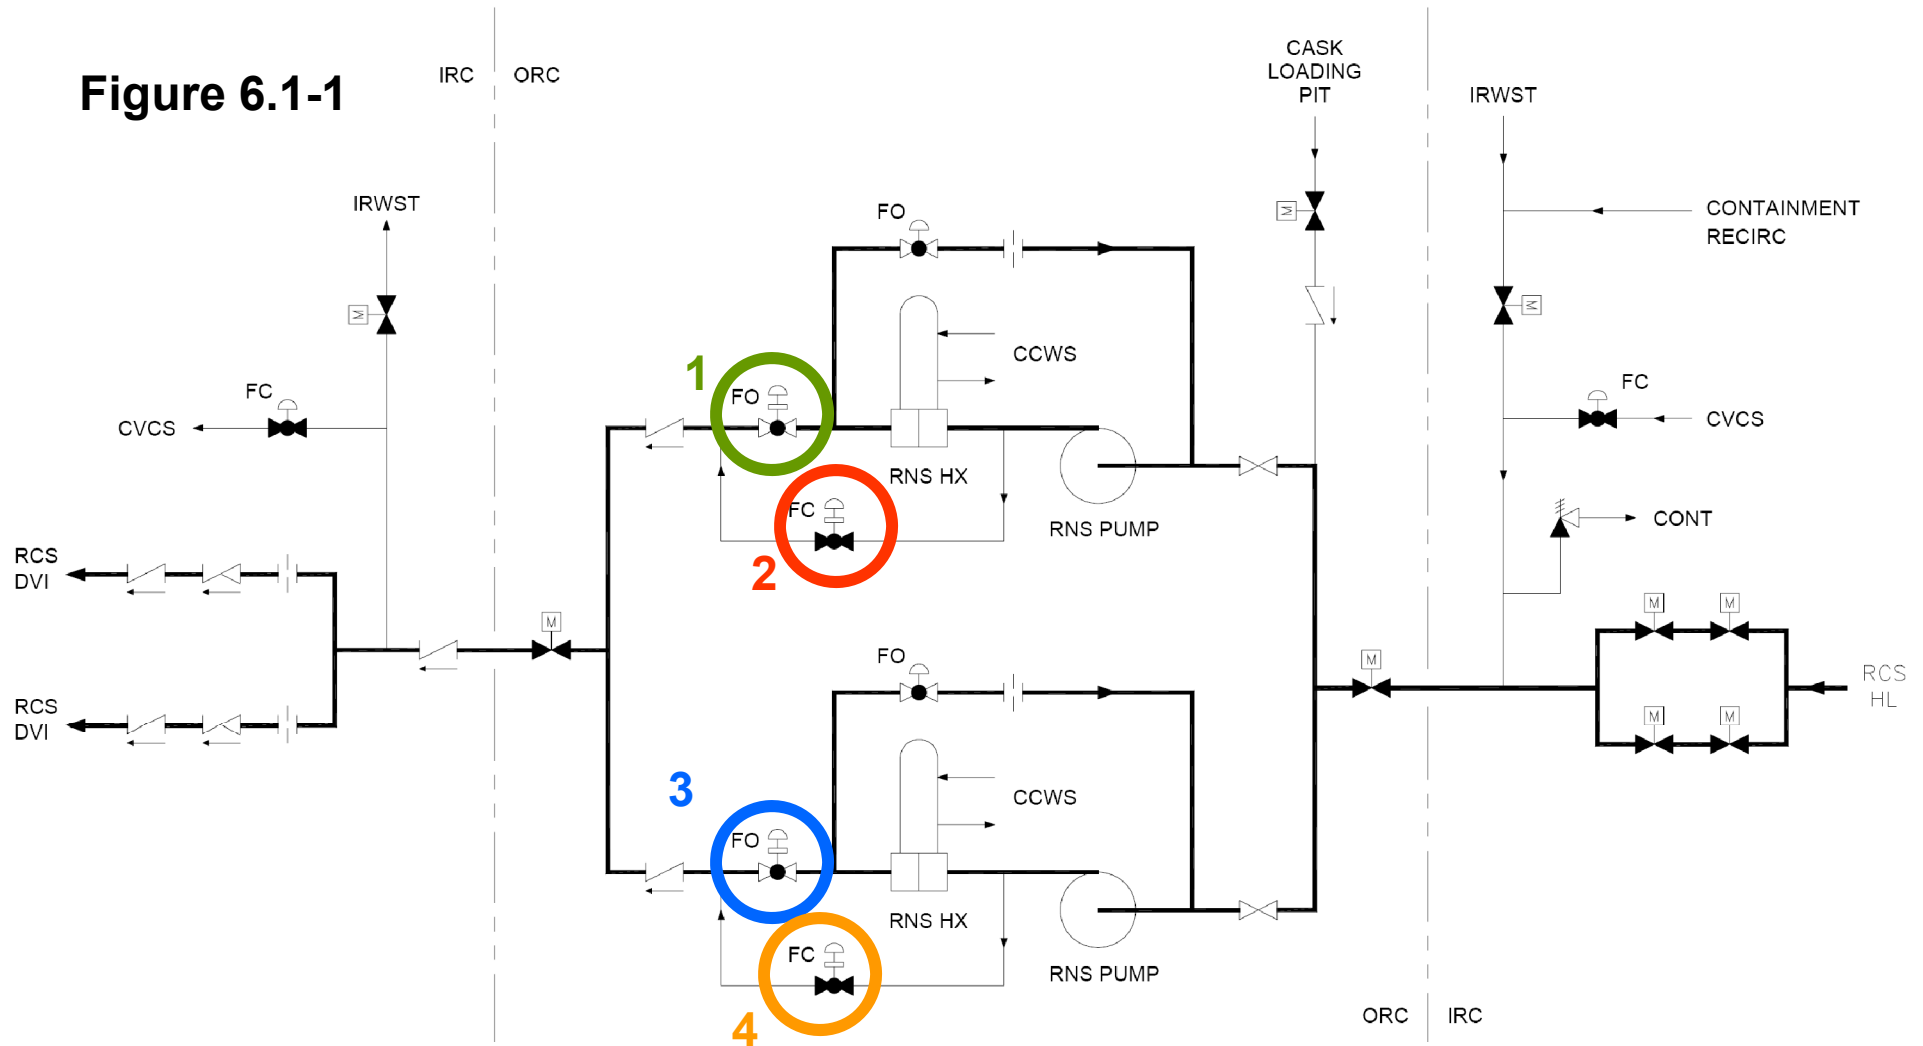 Figure 6.1-1
IRC
ORC
CASK
LOADING
PIT
IRWST
IRWST
M
FO
M
CONTAINMENT
RECIRC
M
M
CCWS
1
FO
FC
CVCS
FC
CVCS
RNS HX
2
FC
RNS PUMP
CONT
RCS
DVI
M
M
M
FO
M
RCS
HL
RCS
DVI
M
M
3
CCWS
FO
RNS HX
4
FC
RNS PUMP
ORC
IRC